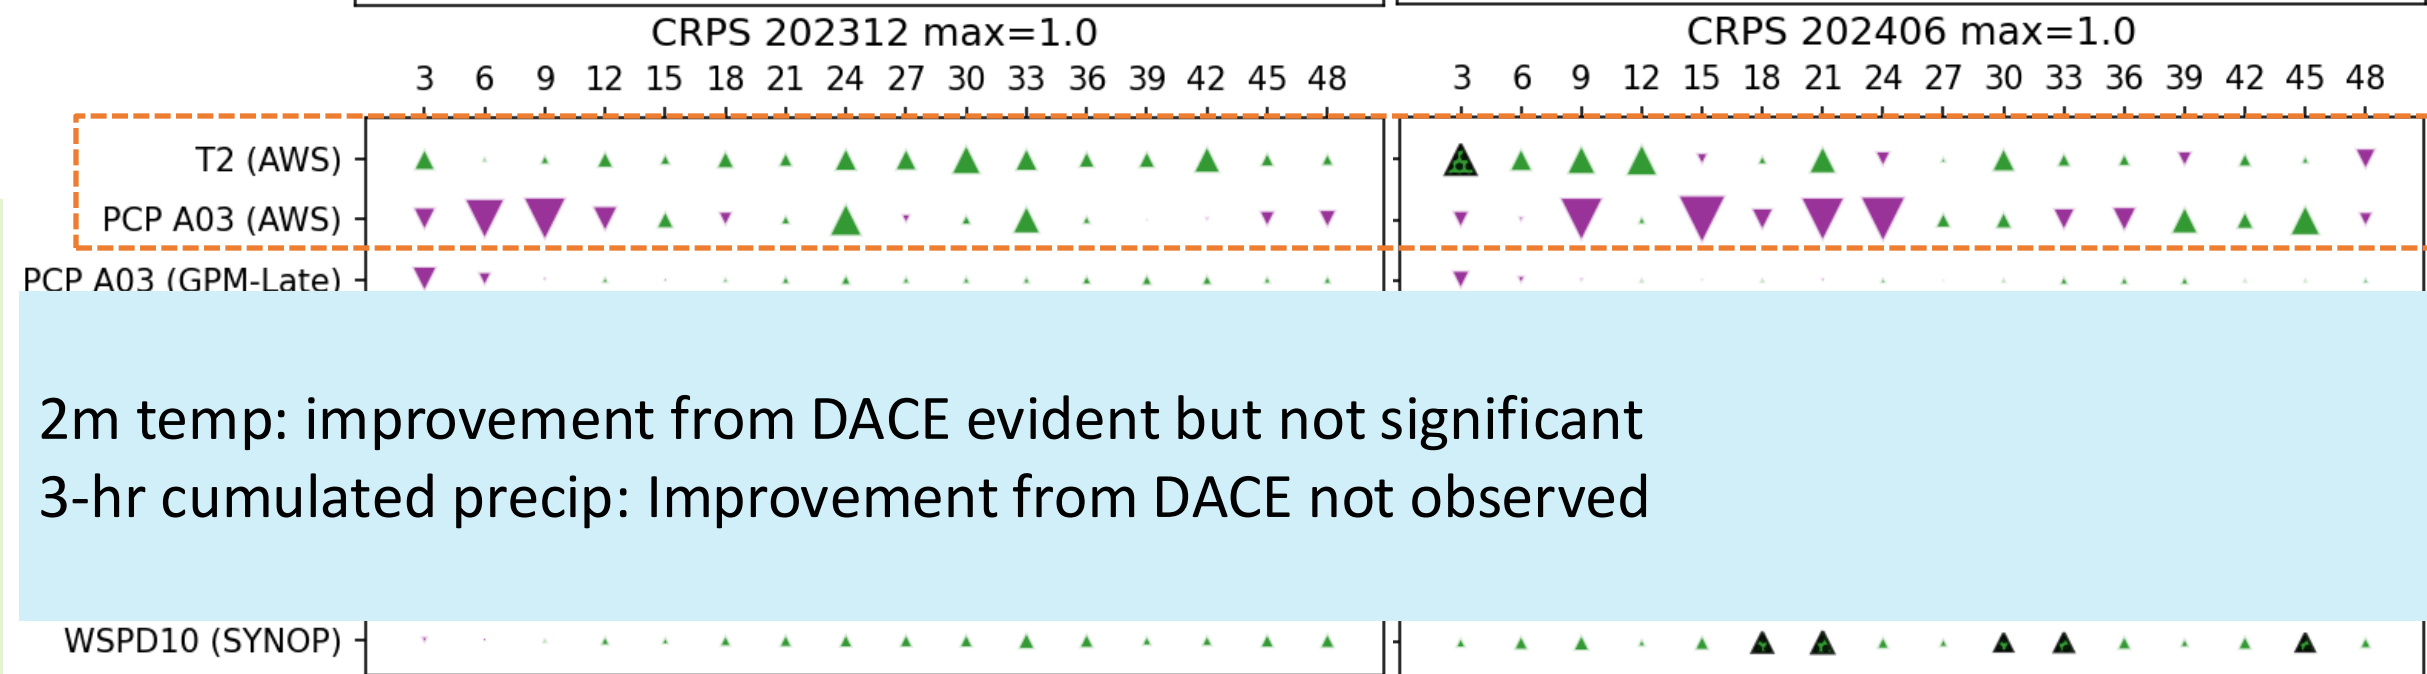 CRPS 202312 max=1.0
CRPS 202406 max=1.0
3 6 9 12 15 18 21 24 27 30 33 36 39 42 45 48
3 6 9 12 15 18 21 24 27 30 33 36 39 42 45 48
T2 (AWS)
PCP A03 (AWS)
PCP A03 (GPM-Late)
2m temp: improvement from DACE evident but not significant
3-hr cumulated precip: Improvement from DACE not observed
WSPD10 (SYNOP)